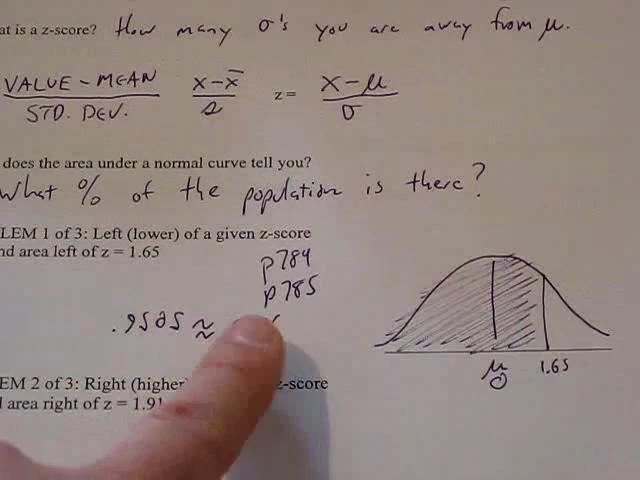 at is a z-score? How many σ's you are away from μ.
VALUE - MEAN x - x̄ x - μ
STD. DEV. s z = σ
does the area under a normal curve tell you?
What % of the population is there?
LEM 1 of 3: Left (lower) of a given z-score
nd area left of z = 1.65
p784
p785
.9505 ≈
μ 1.65
0
EM 2 of 3: Right (higher z-score
area right of z = 1.91